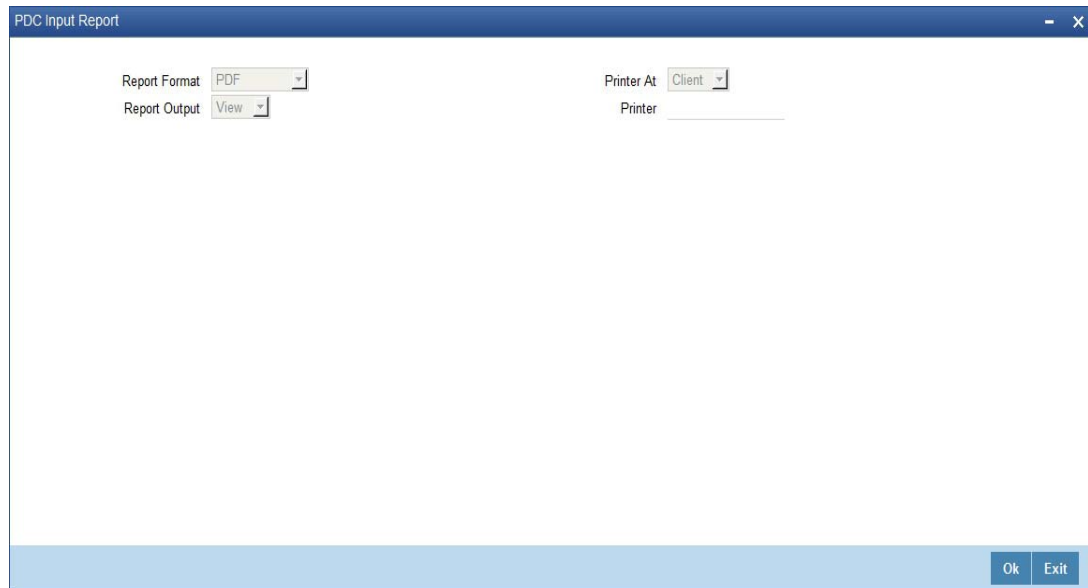 PDC Input Report
Report Format PDF Printer At Client
Report Output View Printer
Ok Exit